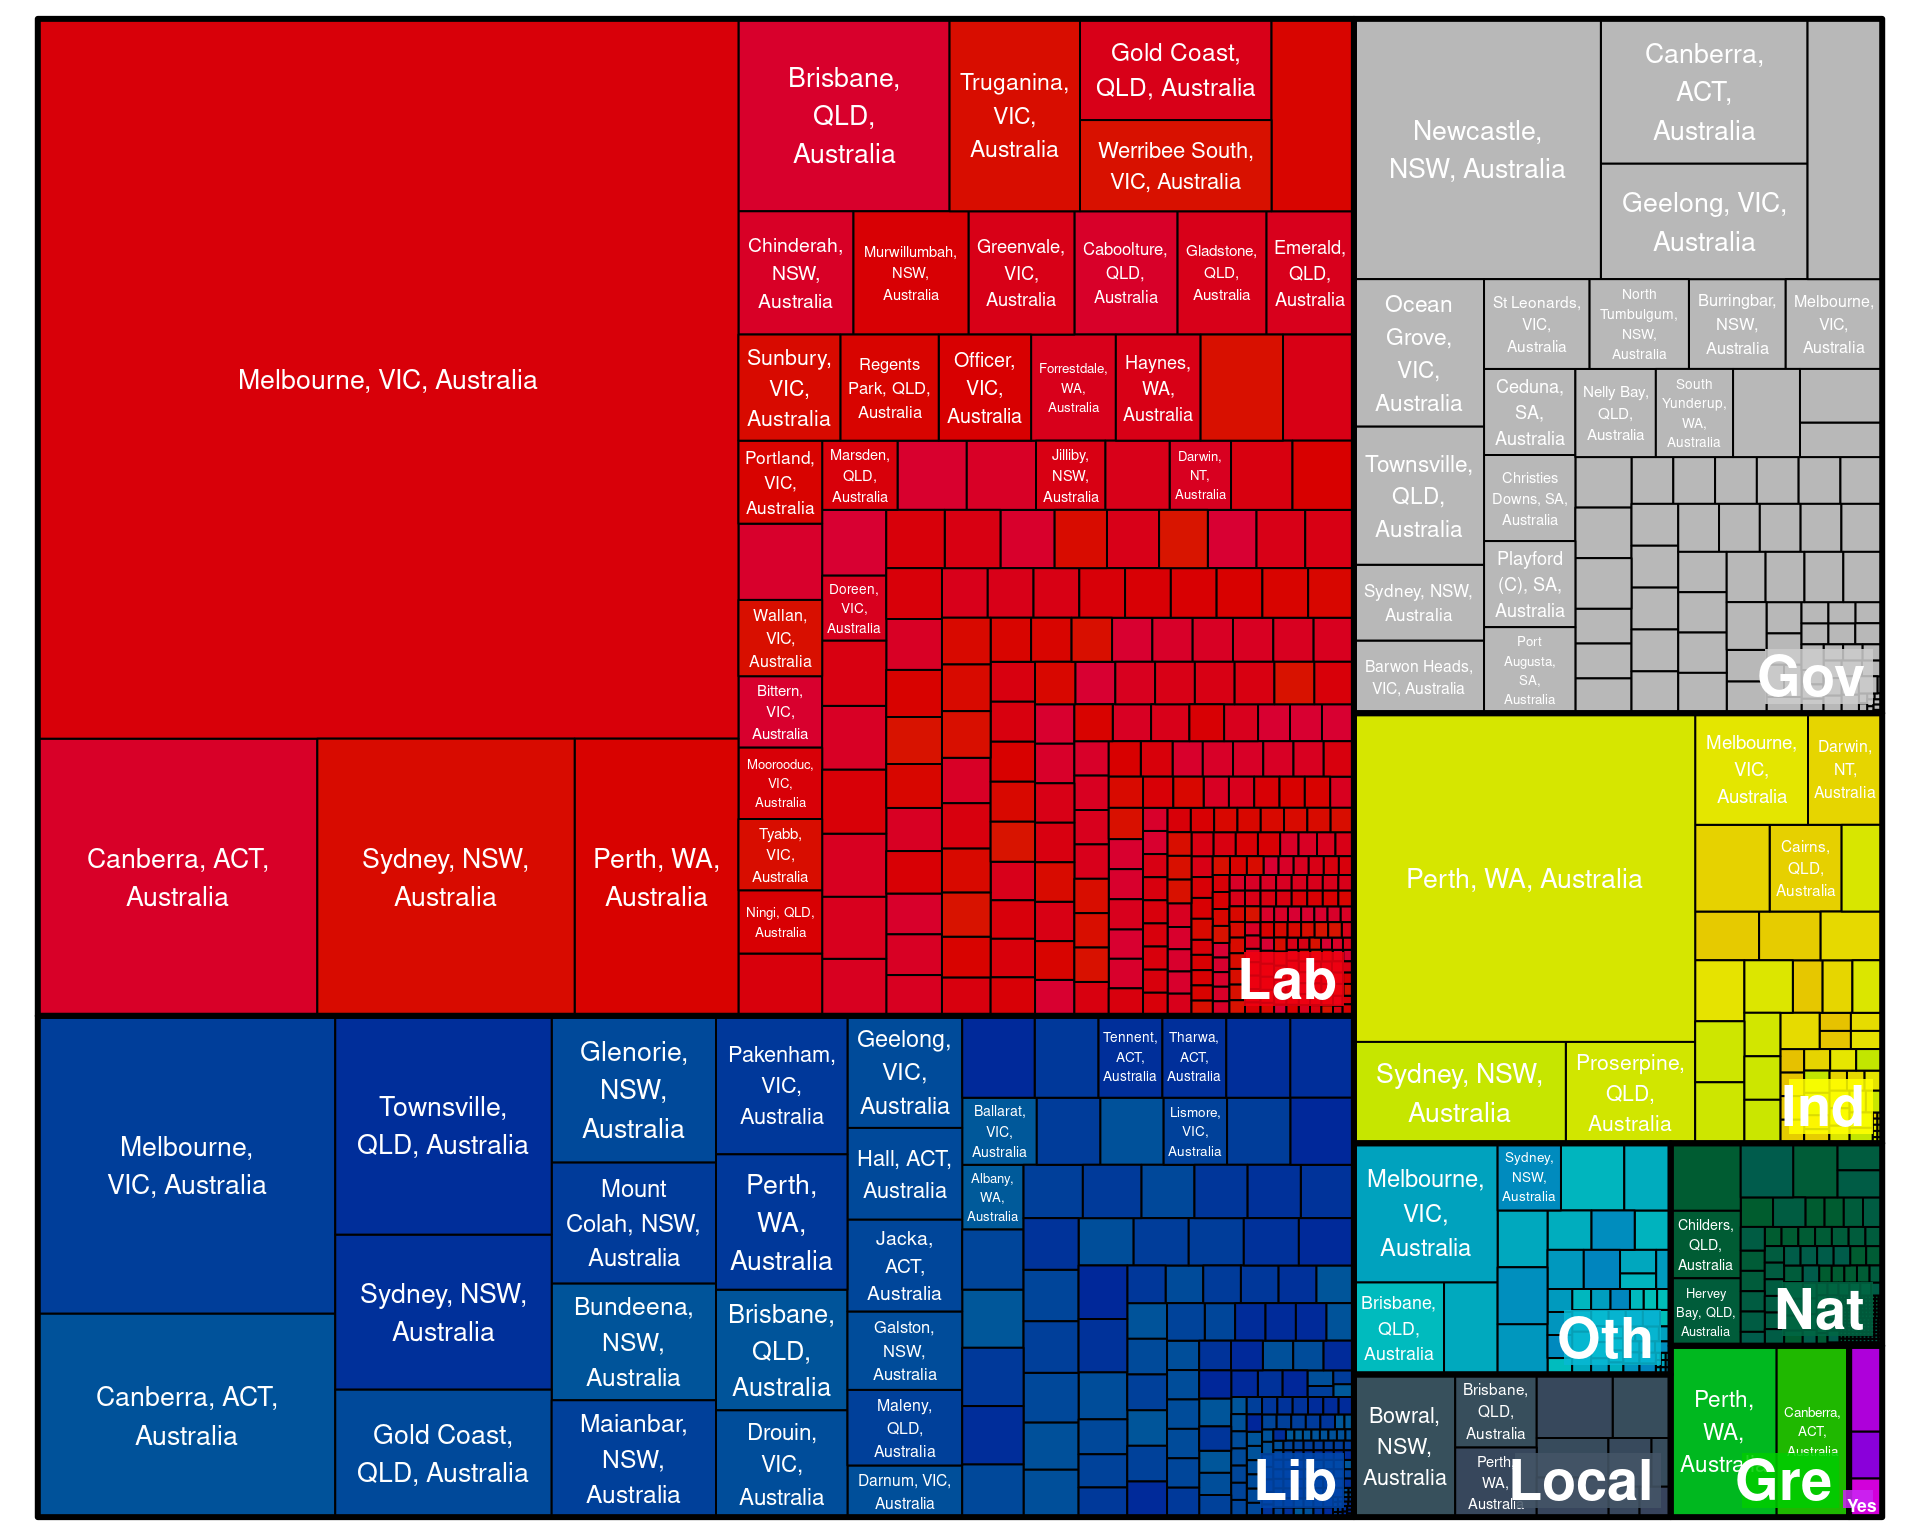 Melbourne, VIC, Australia
Canberra, ACT,
Australia
Sydney, NSW,
Australia
Perth, WA,
Australia
Brisbane,
QLD,
Australia
Truganina,
VIC,
Australia
Gold Coast,
QLD, Australia
Werribee South,
VIC, Australia
Chinderah,
NSW,
Australia
Murwillumbah,
NSW,
Australia
Greenvale,
VIC,
Australia
Caboolture,
QLD,
Australia
Gladstone,
QLD,
Australia
Emerald,
QLD,
Australia
Sunbury,
VIC,
Australia
Regents
Park, QLD,
Australia
Officer,
VIC,
Australia
Forrestdale,
WA,
Australia
Haynes,
WA,
Australia
Portland,
VIC,
Australia
Marsden,
QLD,
Australia
Jilliby,
NSW,
Australia
Darwin,
NT,
Australia
Doreen,
VIC,
Australia
Wallan,
VIC,
Australia
Bittern,
VIC,
Australia
Moorooduc,
VIC,
Australia
Tyabb,
VIC,
Australia
Ningi, QLD,
Australia
Lab
Newcastle,
NSW, Australia
Canberra,
ACT,
Australia
Geelong, VIC,
Australia
Ocean
Grove,
VIC,
Australia
St Leonards,
VIC,
Australia
North
Tumbulgum,
NSW,
Australia
Burringbar,
NSW,
Australia
Melbourne,
VIC,
Australia
Townsville,
QLD,
Australia
Ceduna,
SA,
Australia
Nelly Bay,
QLD,
Australia
South
Yunderup,
WA,
Australia
Christies
Downs, SA,
Australia
Playford
(C), SA,
Australia
Sydney, NSW,
Australia
Barwon Heads,
VIC, Australia
Port
Augusta,
SA,
Australia
Gov
Perth, WA, Australia
Melbourne,
VIC,
Australia
Darwin,
NT,
Australia
Cairns,
QLD,
Australia
Sydney, NSW,
Australia
Proserpine,
QLD,
Australia
Ind
Melbourne,
VIC, Australia
Canberra, ACT,
Australia
Townsville,
QLD, Australia
Sydney, NSW,
Australia
Gold Coast,
QLD, Australia
Glenorie,
NSW,
Australia
Mount
Colah, NSW,
Australia
Bundeena,
NSW,
Australia
Maianbar,
NSW,
Australia
Pakenham,
VIC,
Australia
Perth,
WA,
Australia
Brisbane,
QLD,
Australia
Drouin,
VIC,
Australia
Geelong,
VIC,
Australia
Hall, ACT,
Australia
Jacka,
ACT,
Australia
Galston,
NSW,
Australia
Maleny,
QLD,
Australia
Darnum, VIC,
Australia
Tennent,
ACT,
Australia
Tharwa,
ACT,
Australia
Ballarat,
VIC,
Australia
Lismore,
VIC,
Australia
Albany,
WA,
Australia
Lib
Melbourne,
VIC,
Australia
Sydney,
NSW,
Australia
Brisbane,
QLD,
Australia
Oth
Childers,
QLD,
Australia
Hervey
Bay, QLD,
Australia
Nat
Bowral,
NSW,
Australia
Brisbane,
QLD,
Australia
Perth,
WA,
Australia
Local
Perth,
WA,
Australia
Canberra,
ACT,
Australia
Gre
Yes